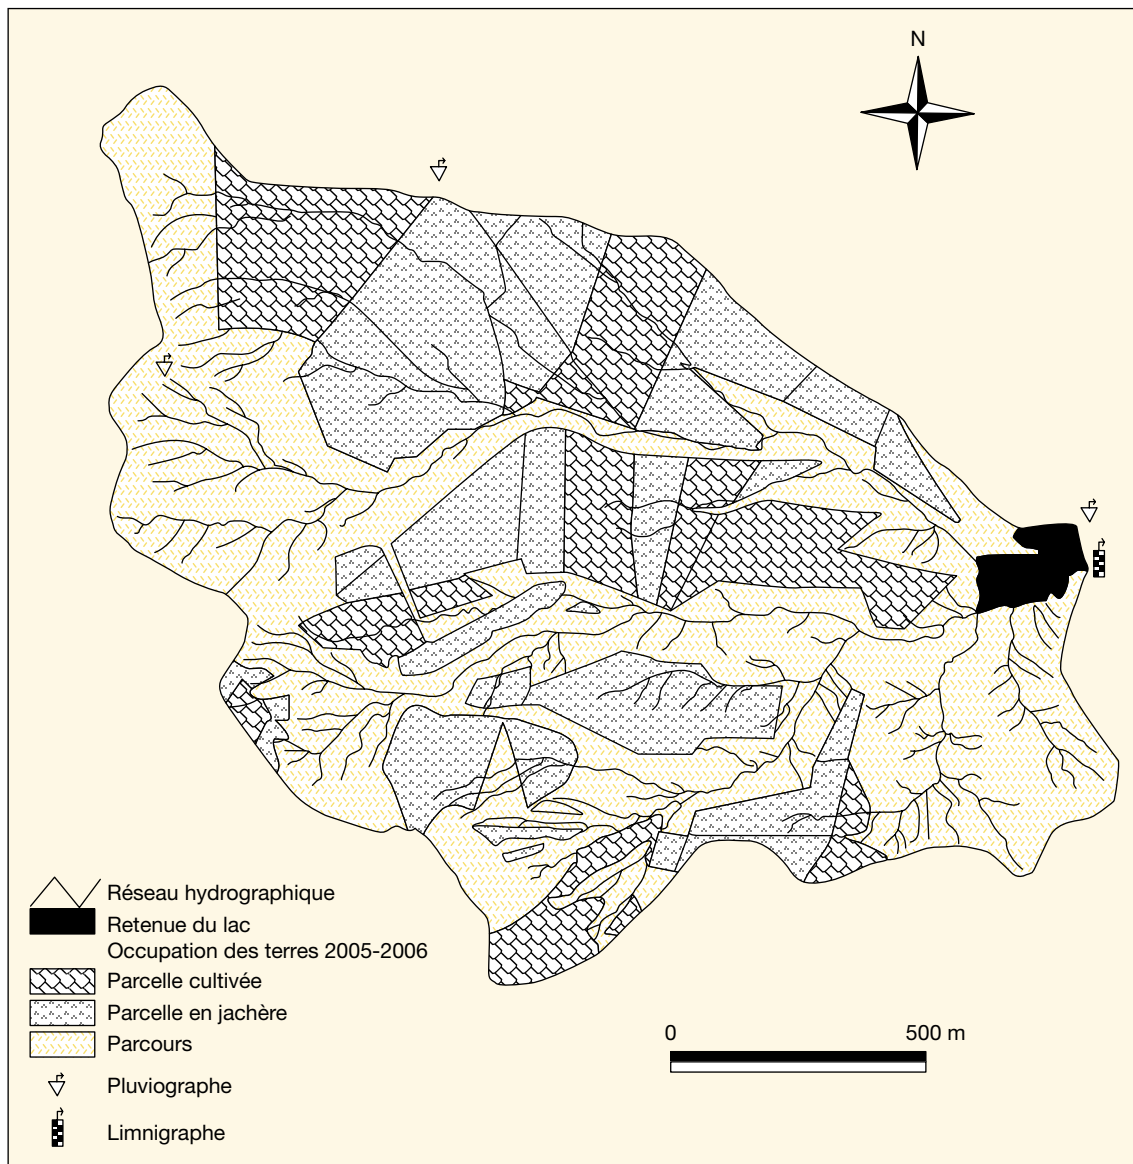 N
Réseau hydrographique
Retenue du lac
Occupation des terres 2005-2006
Parcelle cultivée
Parcelle en jachère
Parcours
Pluviographe
Limnigraphe
0 500 m